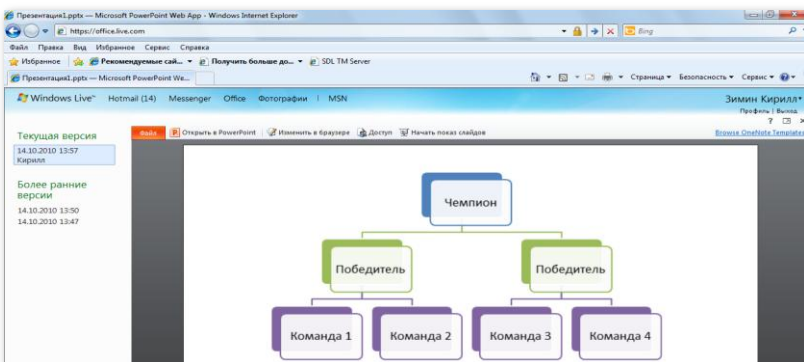 Презентация1.pptx — Microsoft PowerPoint Web App - Windows Internet Explorer
https://office.live.com
Bing
Файл Правка Вид Избранное Сервис Справка
Избранное Рекомендуемые сай... Получить больше до... SDL TM Server
Презентация1.pptx — Microsoft PowerPoint We...
Страница Безопасность Сервис
Windows Live™ Hotmail (14) Messenger Office Фотографии | MSN
Зимин Кирилл
Профиль | Выход
Текущая версия
14.10.2010 13:57
Кирилл
Более ранние версии
14.10.2010 13:50
14.10.2010 13:47
Файл Открыть в PowerPoint Изменить в браузере Доступ Начать показ слайдов
Browse OneNote Templates
Чемпион
Победитель Победитель
Команда 1 Команда 2 Команда 3 Команда 4